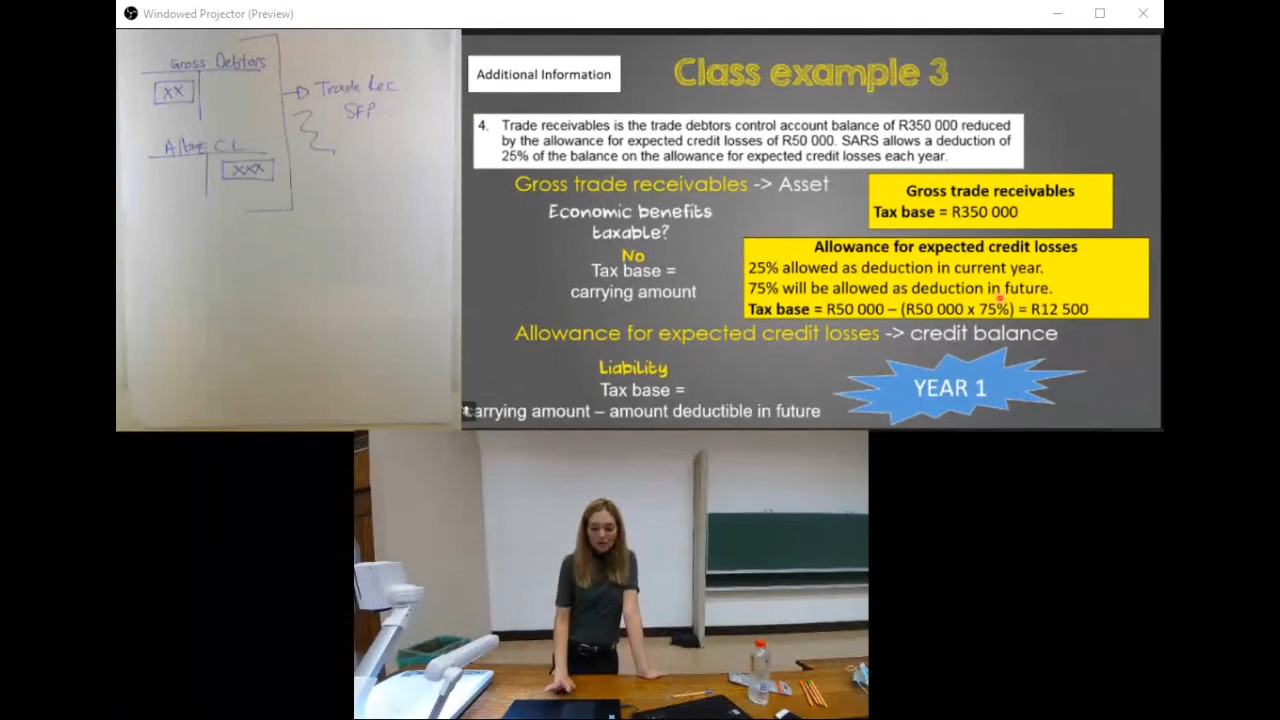 Windowed Projector (Preview)
Gross Debtors
XX
Trade Rec
SFP
C L
XXX
Additional Information
Class example 3
4. Trade receivables is the trade debtors control account balance of R350 000 reduced
by the allowance for expected credit losses of R50 000. SARS allows a deduction of
25% of the balance on the allowance for expected credit losses each year.
Gross trade receivables -> Asset
Economic benefits
taxable?
No
Tax base =
carrying amount
Gross trade receivables
Tax base = R350 000
Allowance for expected credit losses
25% allowed as deduction in current year.
75% will be allowed as deduction in future.
Tax base = R50 000 – (R50 000 x 75%) = R12 500
Allowance for expected credit losses -> credit balance
Liability
Tax base =
carrying amount – amount deductible in future
YEAR 1